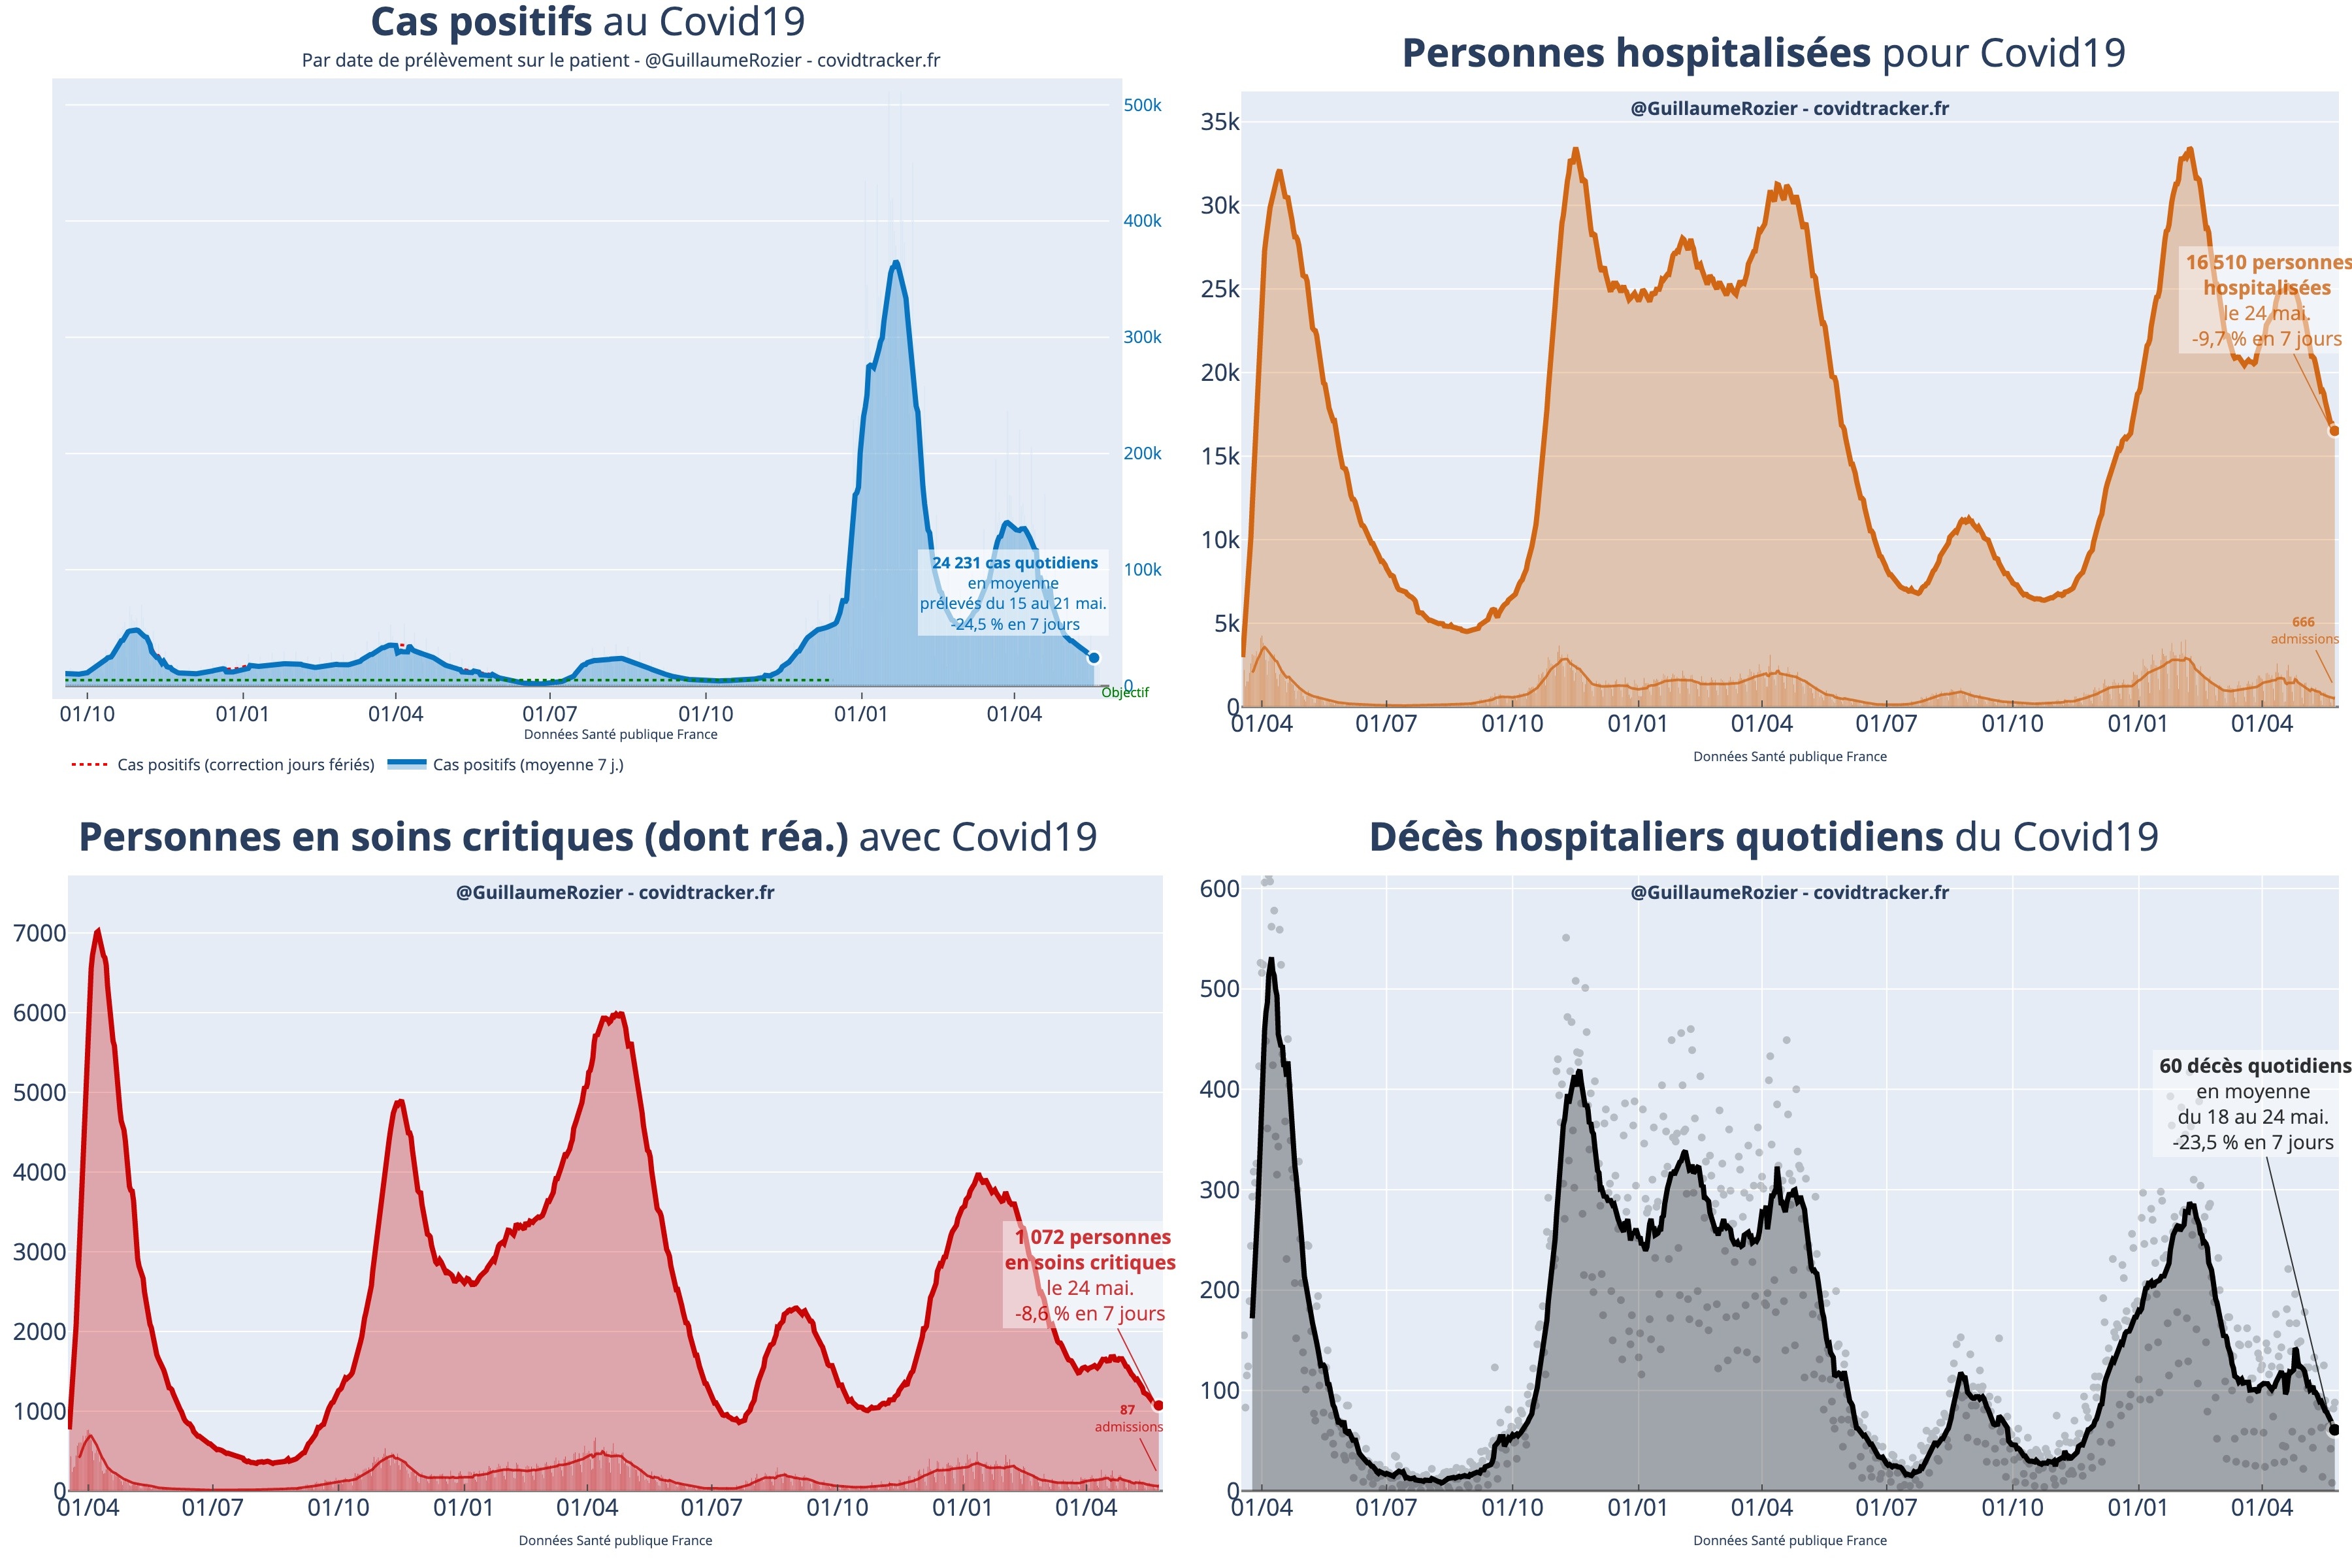 Cas positifs au Covid19
Par date de prélèvement sur le patient - @GuillaumeRozier - covidtracker.fr
500k
400k
300k
200k
100k
0
24 231 cas quotidiens
en moyenne
prélevés du 15 au 21 mai.
-24,5 % en 7 jours
Objectif
01/10
01/01
01/04
01/07
01/10
01/01
01/04
Données Santé publique France
Cas positifs (correction jours fériés)
Cas positifs (moyenne 7 j.)
Personnes hospitalisées pour Covid19
@GuillaumeRozier - covidtracker.fr
35k
30k
25k
20k
15k
10k
5k
0
16 510 personnes
hospitalisées
le 24 mai.
-9,7 % en 7 jours
666
admissions
01/04
01/07
01/10
01/01
01/04
01/07
01/10
01/01
01/04
Données Santé publique France
Personnes en soins critiques (dont réa.) avec Covid19
@GuillaumeRozier - covidtracker.fr
7000
6000
5000
4000
3000
2000
1000
0
1 072 personnes
en soins critiques
le 24 mai.
-8,6 % en 7 jours
87
admissions
01/04
01/07
01/10
01/01
01/04
01/07
01/10
01/01
01/04
Données Santé publique France
Décès hospitaliers quotidiens du Covid19
@GuillaumeRozier - covidtracker.fr
600
500
400
300
200
100
0
60 décès quotidiens
en moyenne
du 18 au 24 mai.
-23,5 % en 7 jours
01/04
01/07
01/10
01/01
01/04
01/07
01/10
01/01
01/04
Données Santé publique France